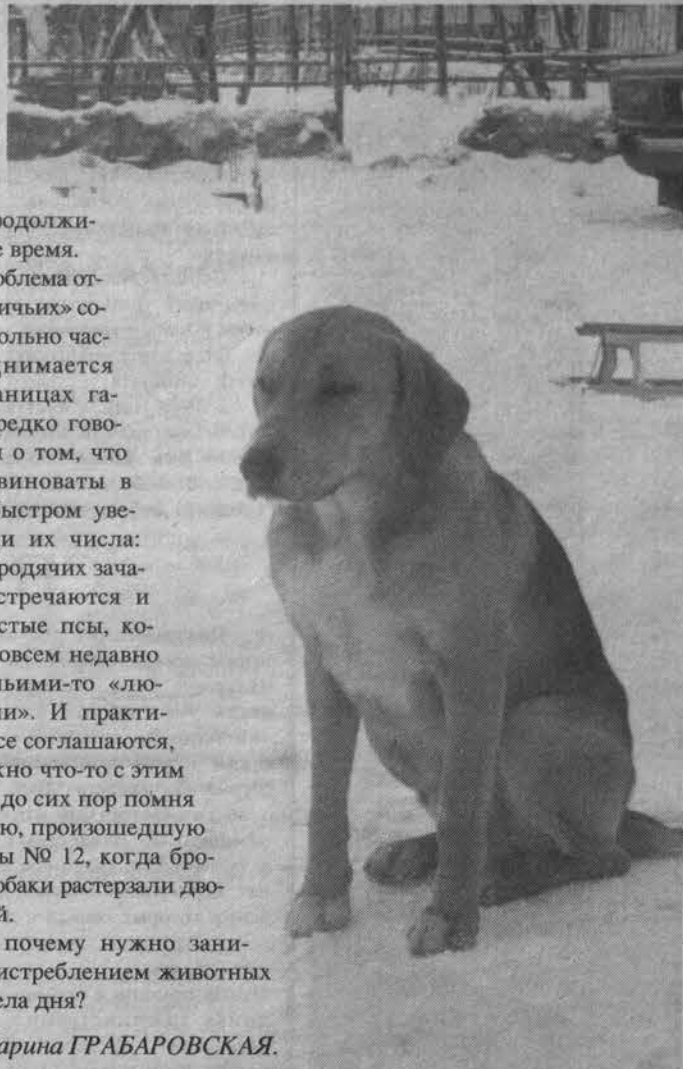 родолжи-
е время.
облема от-
ичьих» со-
ольно час-
днимается
аницах га-
редко гово-
и о том, что
виноваты в
ыстром уве-
и их числа:
родячих зача-
стречаются и
стые псы, ко-
овсем недавно
ньими-то «лю-
и». И практи-
се соглашаются,
жно что-то с этим
до сих пор помня
ю, произошедшую
ы № 12, когда бро-
обаки растерзали дво-
й.
почему нужно зани-
истреблением животных
ела дня?
арина ГРАБАРОВСКАЯ.